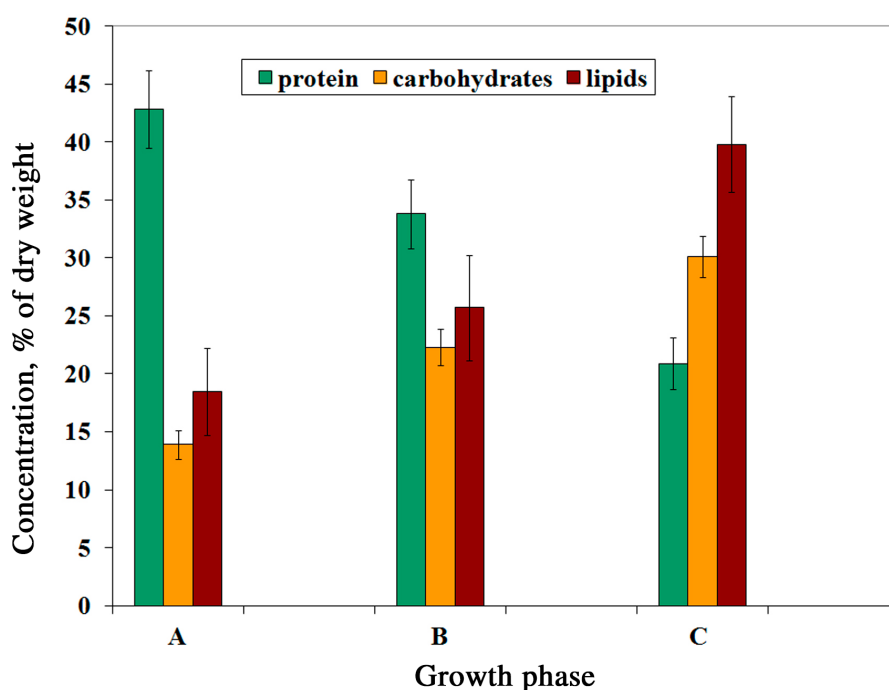 50
45
40
35
30
25
20
15
10
5
0
Concentration, % of dry weight
protein carbohydrates lipids
A B C
Growth phase